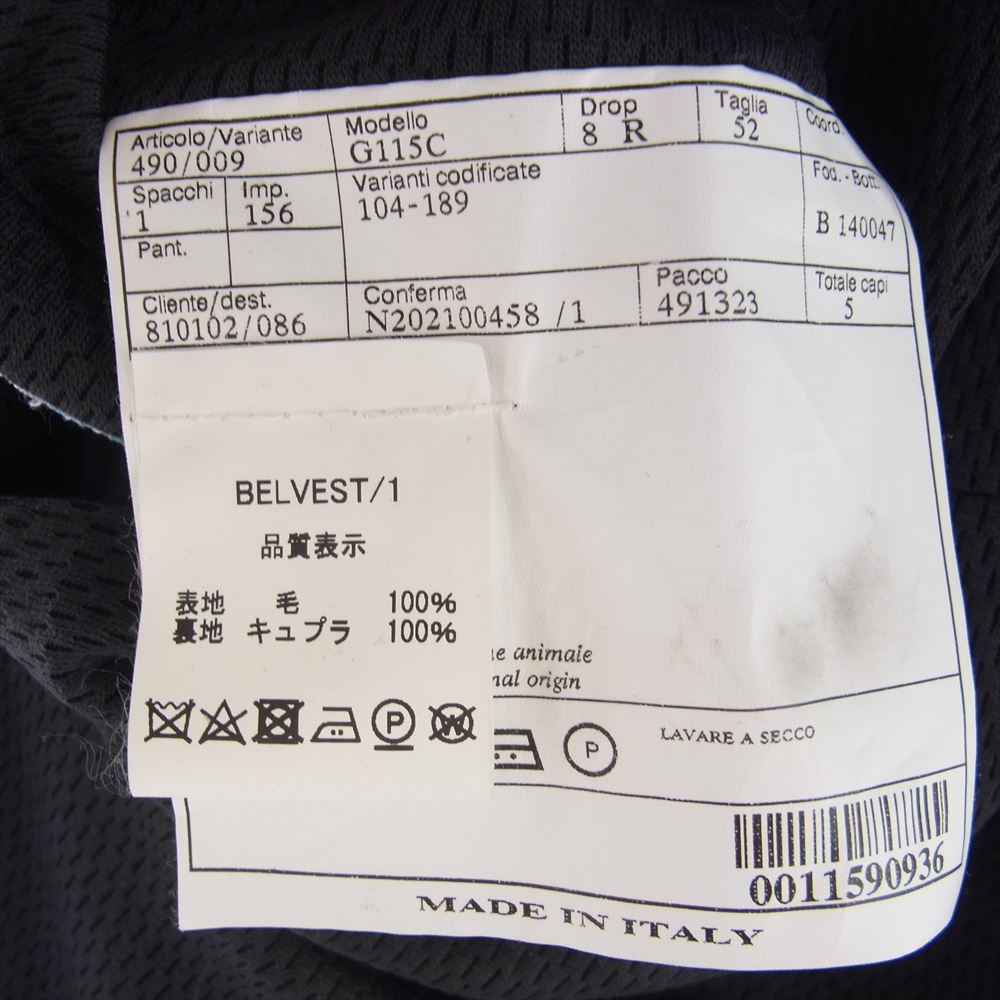 Articolo/Variante Modello Drop Taglia Coord.
490/009 G115C 8 R 52
Spacchi Imp. Varianti codificate Fod.-Bott.
1 156 104-189 B 140047
Pant.
Cliente/dest. Conferma Pacco Totale capi
810102/086 N202100458 /1 491323 5
BELVEST/1
品質表示
表地 毛 100%
裏地 キュプラ 100%
animale
origin
P W P LAVARE A SECCO
0011590936
MADE IN ITALY